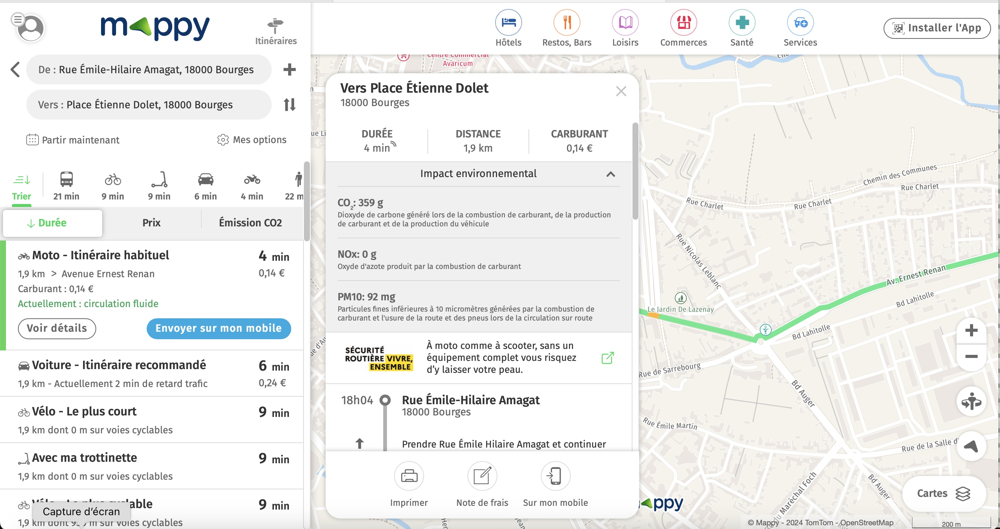 mappy
Itinéraires
Hôtels
Restos, Bars
Loisirs
Commerces
Santé
Services
Installer l'App
De : Rue Émile-Hilaire Amagat, 18000 Bourges
Vers : Place Étienne Dolet, 18000 Bourges
Partir maintenant
Mes options
Trier
21 min
9 min
9 min
6 min
4 min
22 m
Durée
Prix
Émission CO2
Moto - Itinéraire habituel
4 min
1,9 km > Avenue Ernest Renan
0,14 €
Carburant : 0,14 €
Actuellement : circulation fluide
Voir détails
Envoyer sur mon mobile
Voiture - Itinéraire recommandé
6 min
1,9 km - Actuellement 2 min de retard trafic
0,24 €
Vélo - Le plus court
9 min
1,9 km dont 0 m sur voies cyclables
Avec ma trottinette
9 min
1,9 km dont 0 m sur voies cyclables
9 min
Capture d'écran
1,9 km dont m sur voies cyclables
Vers Place Étienne Dolet
18000 Bourges
DURÉE
4 min
DISTANCE
1,9 km
CARBURANT
0,14 €
Impact environnemental
CO2: 359 g
Dioxyde de carbone généré lors de la combustion de carburant, de la production
de carburant et de la production du véhicule
NOx: 0 g
Oxyde d'azote produit par la combustion de carburant
PM10: 92 mg
Particules fines inférieures à 10 micromètres générées par la combustion de
carburant et l'usure de la route et des pneus lors de la circulation sur route
SÉCURITÉ
ROUTIÈRE VIVRE,
ENSEMBLE
À moto comme à scooter, sans un
équipement complet vous risquez
d'y laisser votre peau.
18h04
Rue Émile-Hilaire Amagat
18000 Bourges
Prendre Rue Émile Hilaire Amagat et continuer
Imprimer
Note de frais
Sur mon mobile
Centre Commercial
Avaricum
Chemin des Communes
Rue Charlet
Rue Charlet
Rue Charlet
Rue Nicolas Leblanc
Av. Ernest Renan
Bd Lahitolle
Le Jardin De Lazenay
Bd Lahitolle
Rue de Sarrebourg
Bd Auger
Rue Émile Martin
Rue de la Salle d'
Bd Auger
du Maréchal Foch
Cartes
appy
© Mappy - 2024 TomTom - OpenStreetMap
200 m